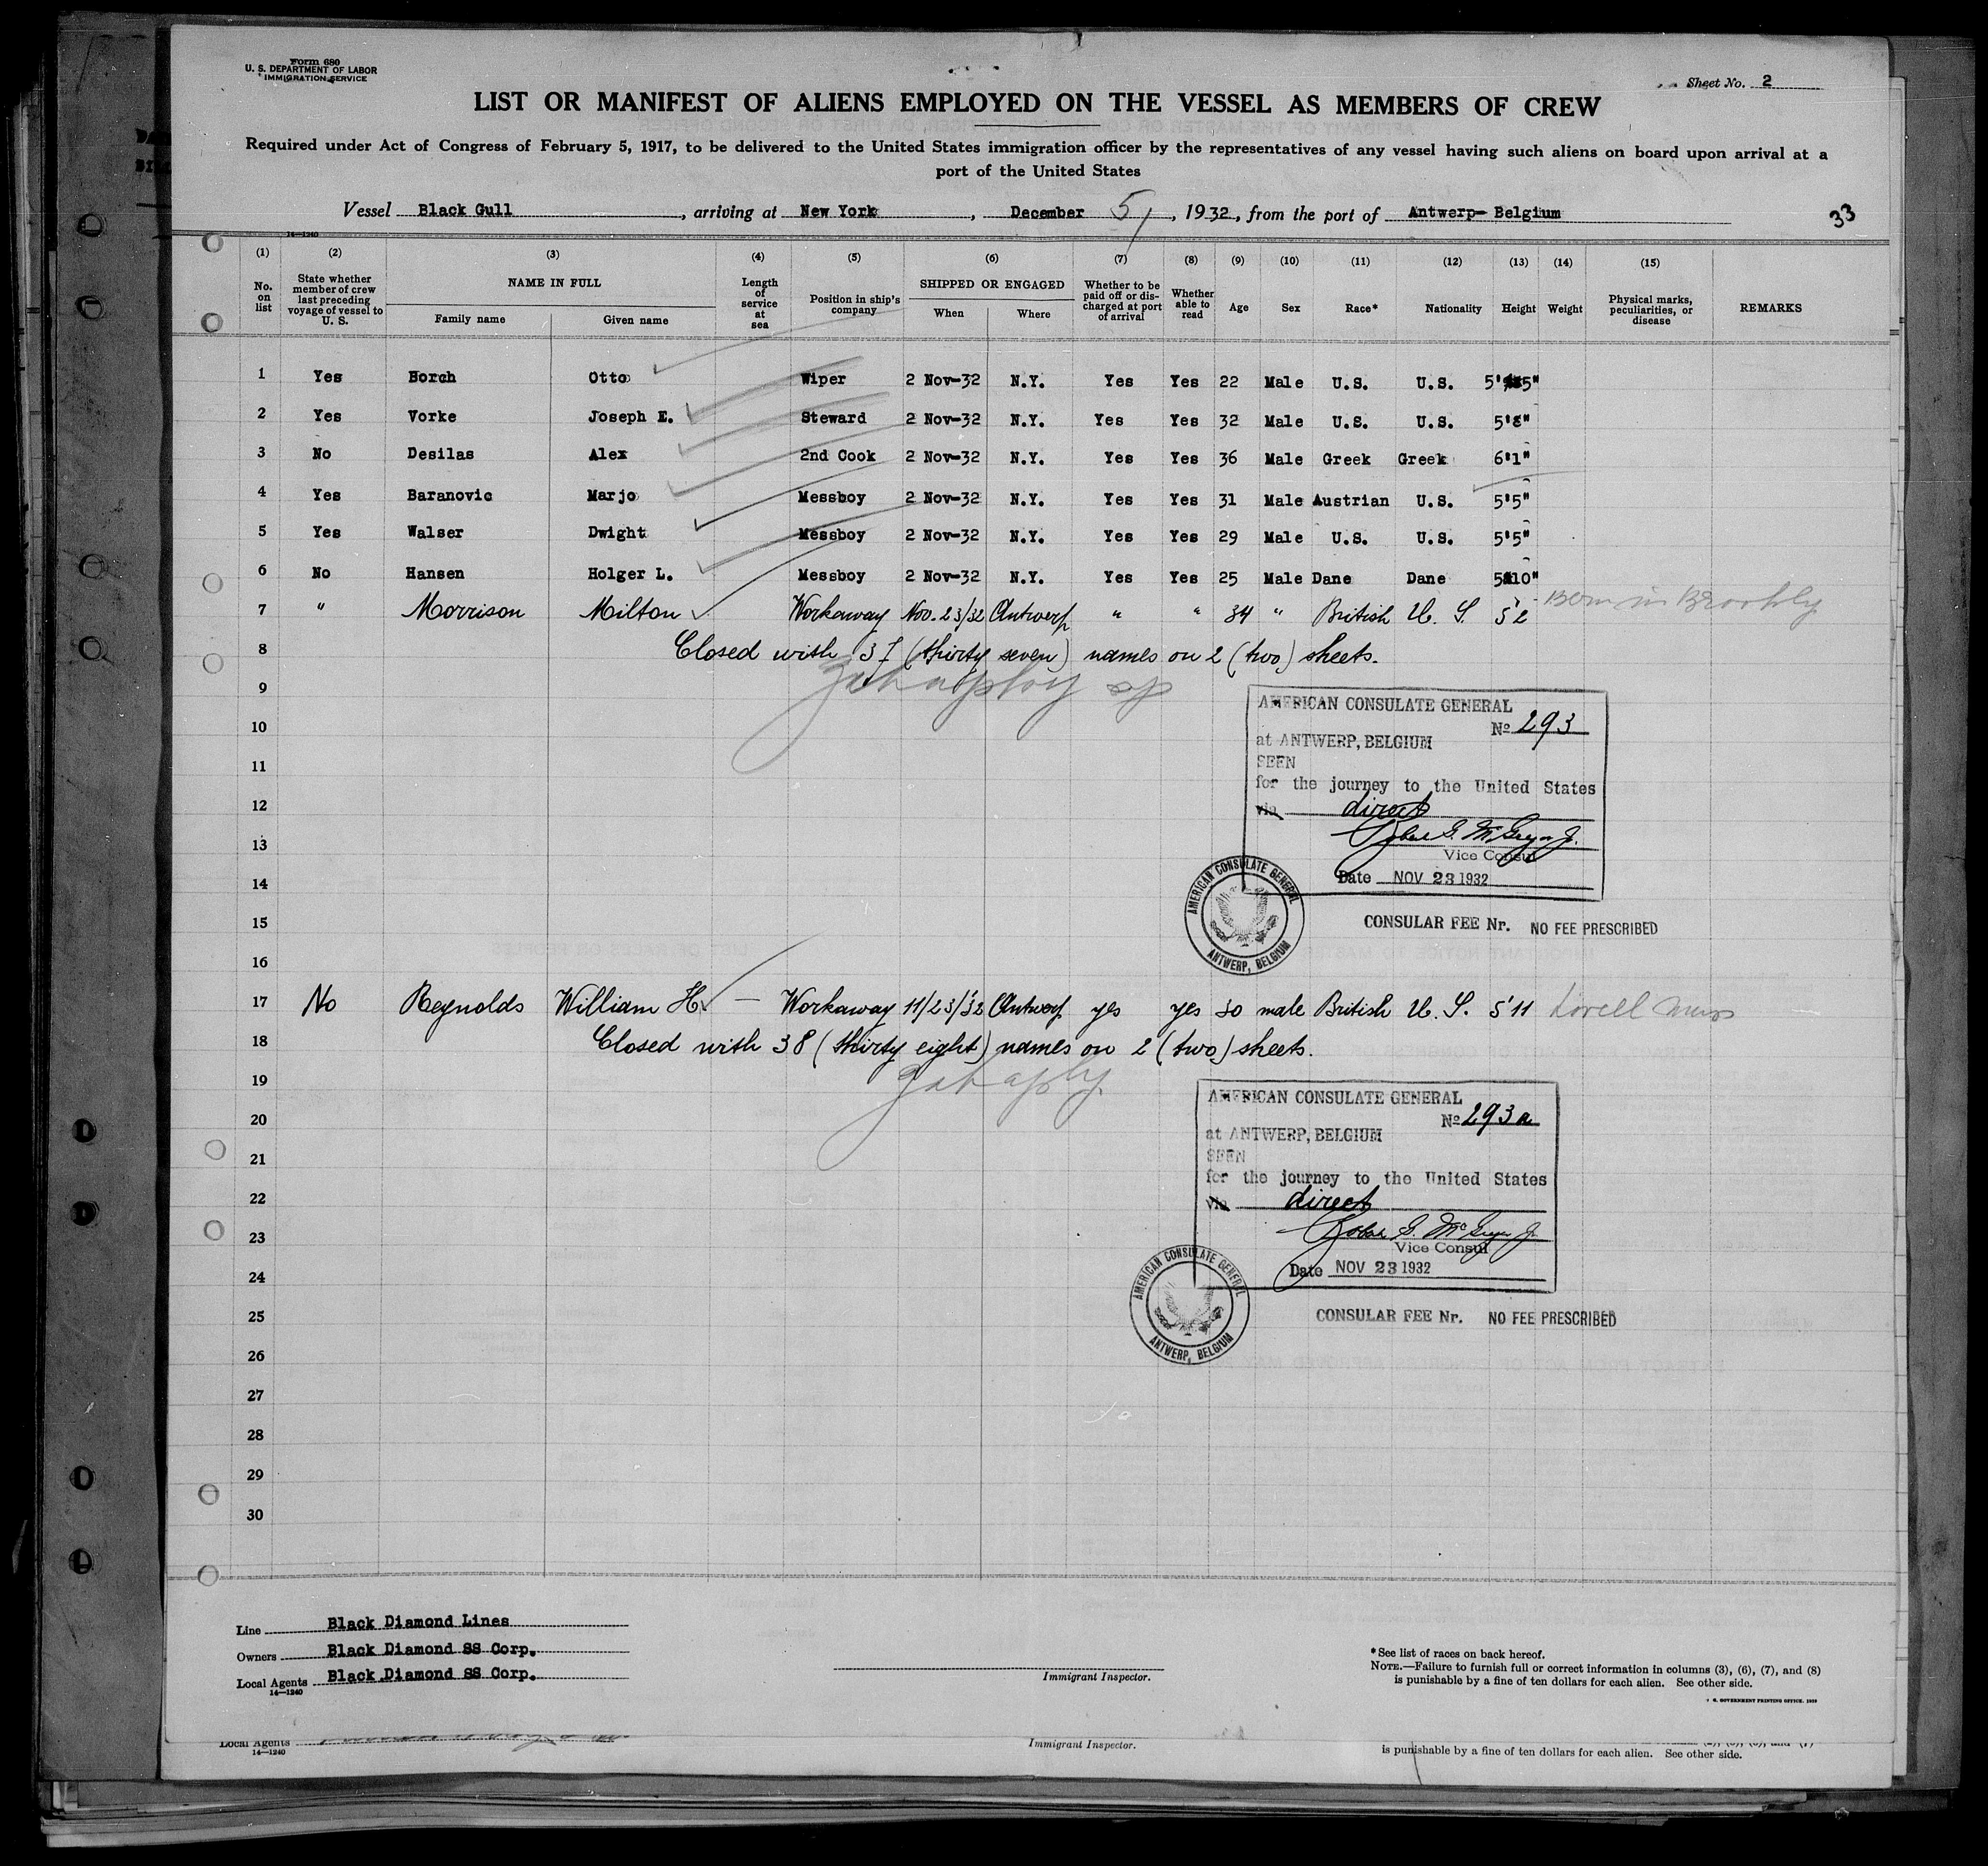 Form 680
U. S. DEPARTMENT OF LABOR
IMMIGRATION SERVICE
Sheet No. 2
LIST OR MANIFEST OF ALIENS EMPLOYED ON THE VESSEL AS MEMBERS OF CREW
Required under Act of Congress of February 5, 1917, to be delivered to the United States immigration officer by the representatives of any vessel having such aliens on board upon arrival at a
port of the United States
Vessel Black Gull, arriving at New York, December 5, 1932, from the port of Antwerp- Belgium
33
14—1240
(1) (2) (3) (4) (5) (6) (7) (8) (9) (10) (11) (12) (13) (14) (15)
No. on list
State whether member of crew last preceding voyage of vessel to U. S.
NAME IN FULL
Family name
Given name
Length of service at sea
Position in ship's company
SHIPPED OR ENGAGED
When
Where
Whether to be paid off or discharged at port of arrival
Whether able to read
Age
Sex
Race*
Nationality
Height
Weight
Physical marks, peculiarities, or disease
REMARKS
1 Yes Borch Otto Wiper 2 Nov-32 N.Y. Yes Yes 22 Male U.S. U.S. 5' 5"
2 Yes Vorke Joseph E. Steward 2 Nov-32 N.Y. Yes Yes 32 Male U.S. U.S. 5'8"
3 No Desilas Alex 2nd Cook 2 Nov-32 N.Y. Yes Yes 36 Male Greek Greek 6'1"
4 Yes Baranovic Marjo Messboy 2 Nov-32 N.Y. Yes Yes 31 Male Austrian U.S. 5'5"
5 Yes Walser Dwight Messboy 2 Nov-32 N.Y. Yes Yes 29 Male U.S. U.S. 5'5"
6 No Hansen Holger L. Messboy 2 Nov-32 N.Y. Yes Yes 25 Male Dane Dane 5'10"
7 " Morrison Milton Workaway Nov. 23/32 Antwerp " " 34 " British U. S. 5'2 Born in Brooklyn
8 Closed with 37 (thirty seven) names on 2 (two) sheets.
9
10
11
12
13
14
15
16
AMERICAN CONSULATE GENERAL
No 293
at ANTWERP, BELGIUM
SEEN
for the journey to the United States
via direct
Vice Consul
Date NOV 23 1932
AMERICAN CONSULATE GENERAL
ANTWERP, BELGIUM
CONSULAR FEE Nr. NO FEE PRESCRIBED
17 No Reynolds William H. — Workaway 11/23/32 Antwerp yes yes 30 male British U. S. 5'11
18 Closed with 38 (thirty eight) names on 2 (two) sheets.
19
20
21
22
23
24
25
26
27
28
29
30
AMERICAN CONSULATE GENERAL
No 293a
at ANTWERP, BELGIUM
SEEN
for the journey to the United States
via direct
Vice Consul
Date NOV 23 1932
AMERICAN CONSULATE GENERAL
ANTWERP, BELGIUM
CONSULAR FEE Nr. NO FEE PRESCRIBED
Line Black Diamond Lines
Owners Black Diamond SS Corp.
Local Agents Black Diamond SS Corp.
14—1240
Immigrant Inspector.
*See list of races on back hereof.
NOTE.—Failure to furnish full or correct information in columns (3), (6), (7), and (8)
is punishable by a fine of ten dollars for each alien. See other side.
Local Agents
14—1240
Immigrant Inspector.
is punishable by a fine of ten dollars for each alien. See other side.